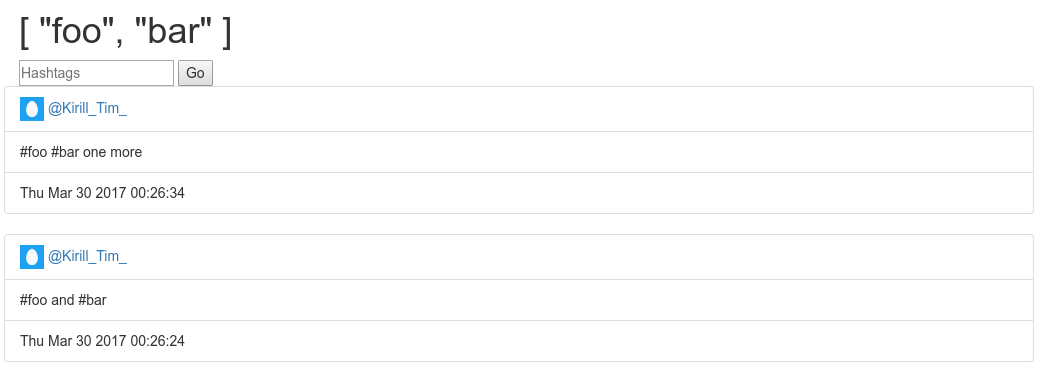 [ "foo", "bar" ]
Hashtags Go
@Kirill_Tim_
#foo #bar one more
Thu Mar 30 2017 00:26:34
@Kirill_Tim_
#foo and #bar
Thu Mar 30 2017 00:26:24